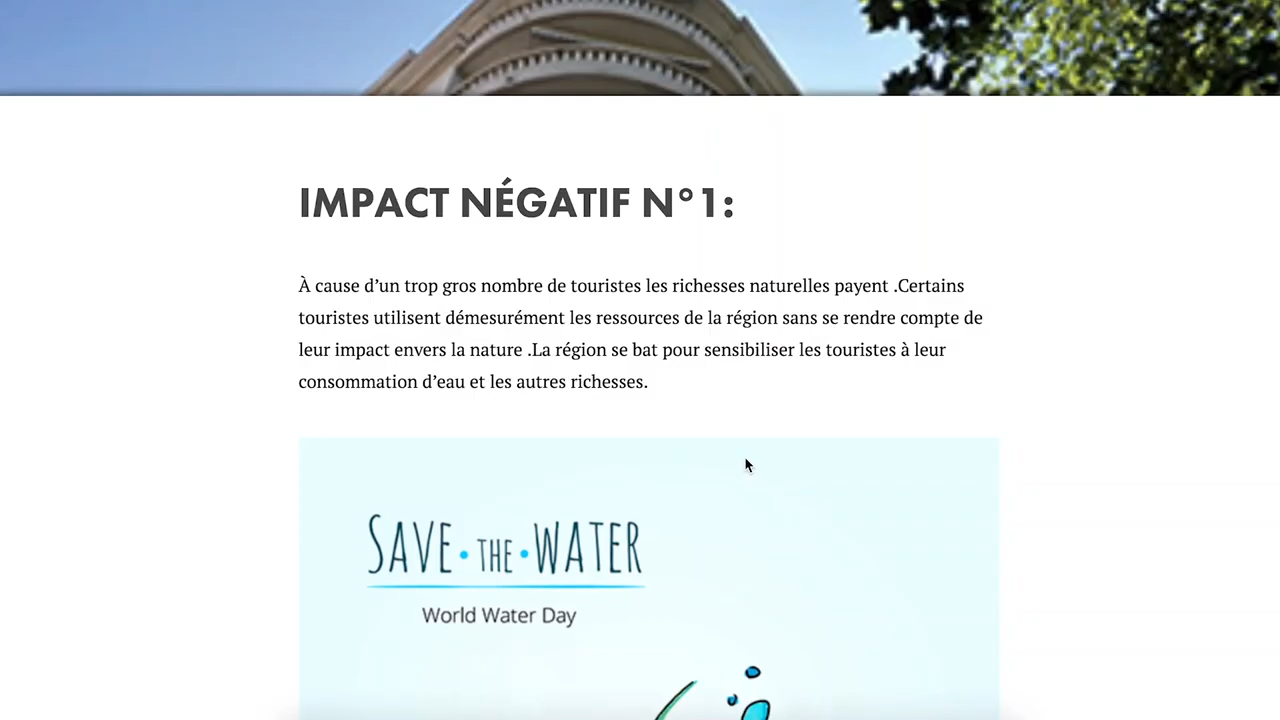 IMPACT NÉGATIF N°1:
À cause d’un trop gros nombre de touristes les richesses naturelles payent .Certains
touristes utilisent démesurément les ressources de la région sans se rendre compte de
leur impact envers la nature .La région se bat pour sensibiliser les touristes à leur
consommation d’eau et les autres richesses.
SAVE•THE•WATER
World Water Day